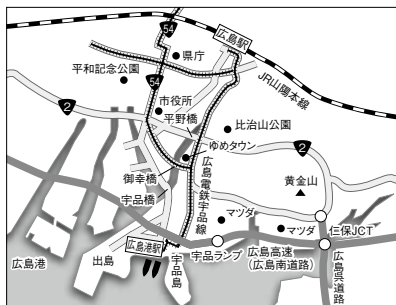 54
広島駅
県庁
JR山陽本線
平和記念公園
54
市役所
平野橋
2
比治山公園
ゆめタウン
2
御幸橋
広島電鉄宇品線
黄金山
宇品橋
マツダ
マツダ
仁保JCT
広島港駅
宇品ランプ
広島高速
(広島南道路)
広島港
出島
宇品島
広島呉道路